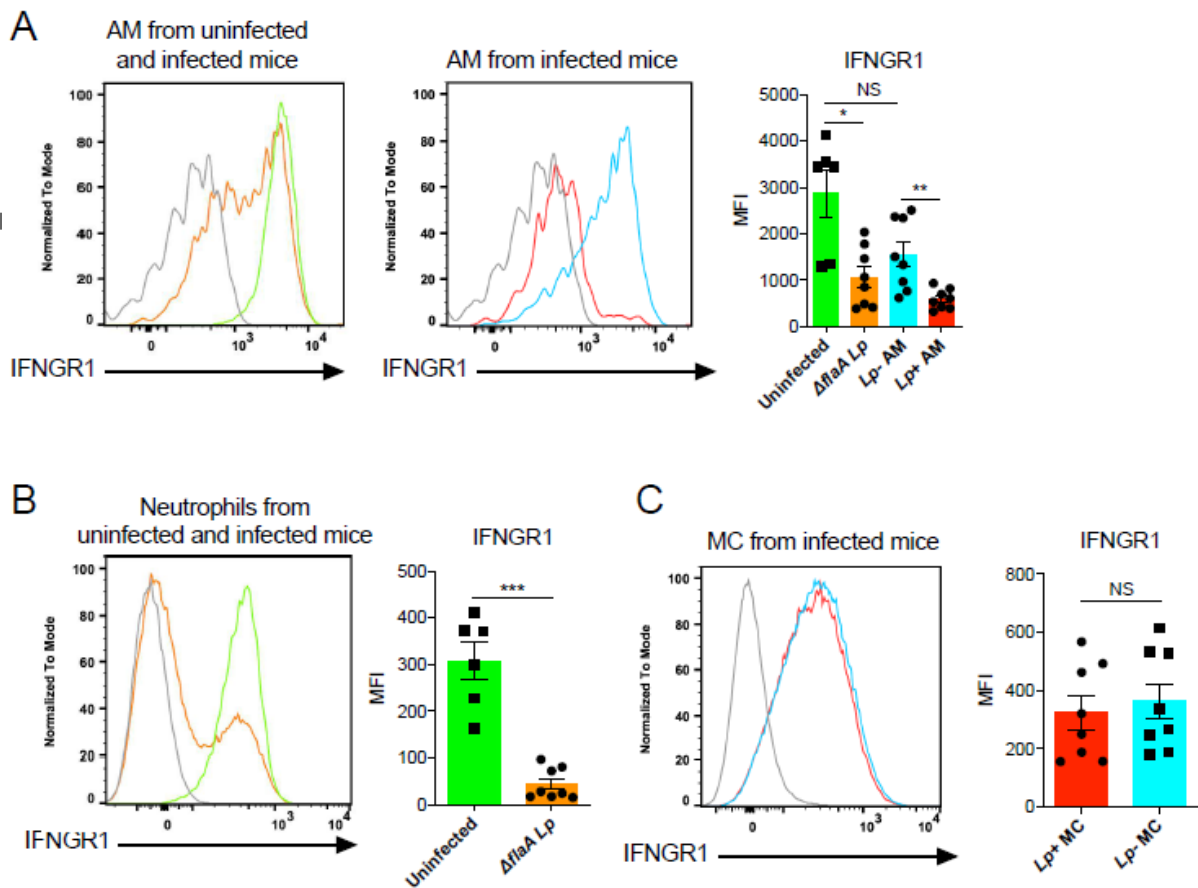 A
AM from uninfected
and infected mice
Normalized To Mode
100
80
60
40
20
0
0
10³
10⁴
IFNGR1
AM from infected mice
Normalized To Mode
100
80
60
40
20
0
0
10³
10⁴
IFNGR1
IFNGR1
MFI
5000
4000
3000
2000
1000
0
NS
*
**
Uninfected
ΔflaA Lp
Lp- AM
Lp+ AM
B
Neutrophils from
uninfected and infected mice
Normalized To Mode
100
80
60
40
20
0
0
10³
10⁴
IFNGR1
IFNGR1
MFI
500
400
300
200
100
0
***
Uninfected
ΔflaA Lp
C
MC from infected mice
Normalized To Mode
100
80
60
40
20
0
0
10³
10⁴
IFNGR1
IFNGR1
MFI
800
600
400
200
0
NS
Lp+ MC
Lp- MC